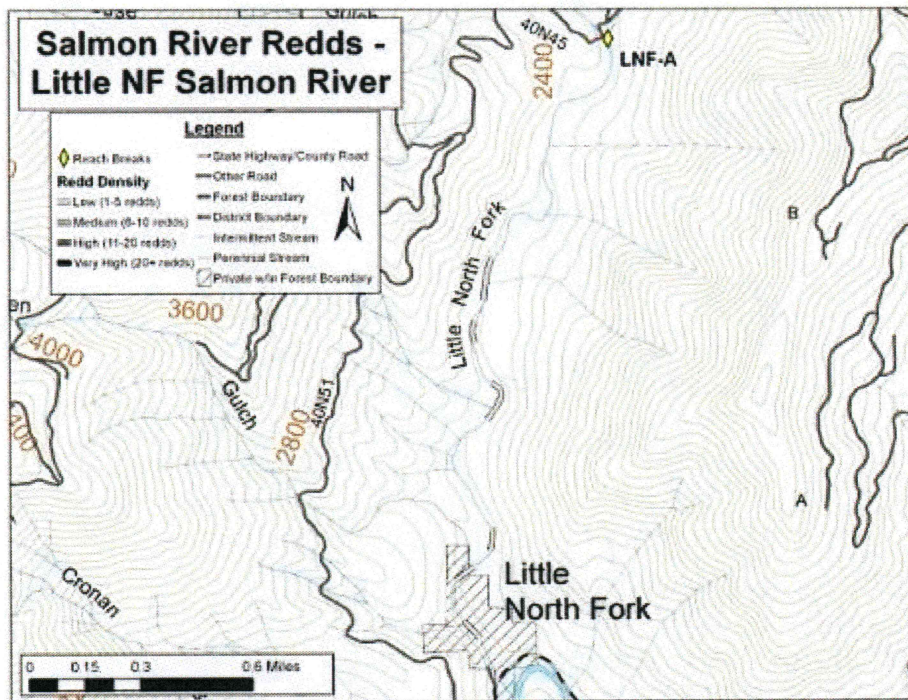 Salmon River Redds -
Little NF Salmon River
Legend
Reach Breaks
Redd Density
Low (1-5 redds)
Medium (6-10 redds)
High (11-20 redds)
Very High (20+ redds)
State Highway/County Road
Other Road
Forest Boundary
District Boundary
Intermittent Stream
Perennial Stream
Private w/in Forest Boundary
N
40N45
2400
LNF-A
B
Little North Fork
en
3600
4000
400
Gulch
2800
40N51
A
Cronan
Little
North Fork
0 0.15 0.3 0.6 Miles